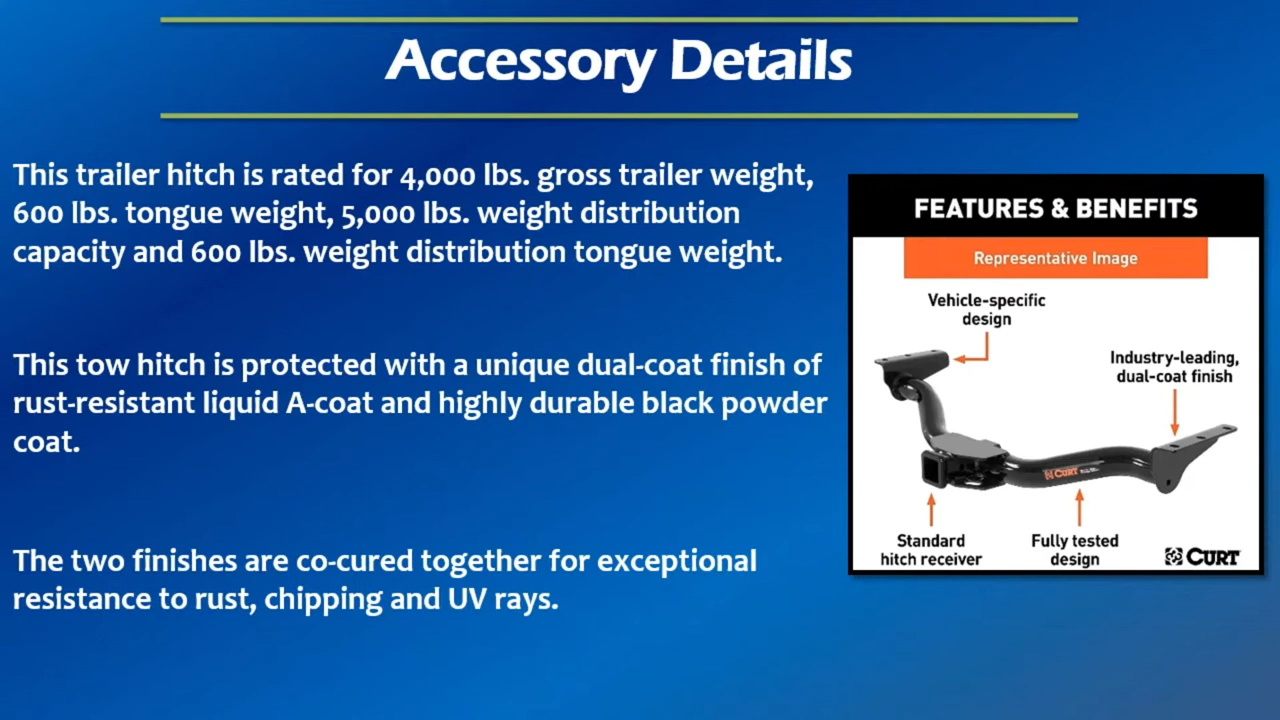 Accessory Details
This trailer hitch is rated for 4,000 lbs. gross trailer weight,
600 lbs. tongue weight, 5,000 lbs. weight distribution
capacity and 600 lbs. weight distribution tongue weight.
This tow hitch is protected with a unique dual-coat finish of
rust-resistant liquid A-coat and highly durable black powder
coat.
The two finishes are co-cured together for exceptional
resistance to rust, chipping and UV rays.
FEATURES & BENEFITS
Representative Image
Vehicle-specific
design
Industry-leading,
dual-coat finish
CURT
Standard
hitch receiver
Fully tested
design
CURT